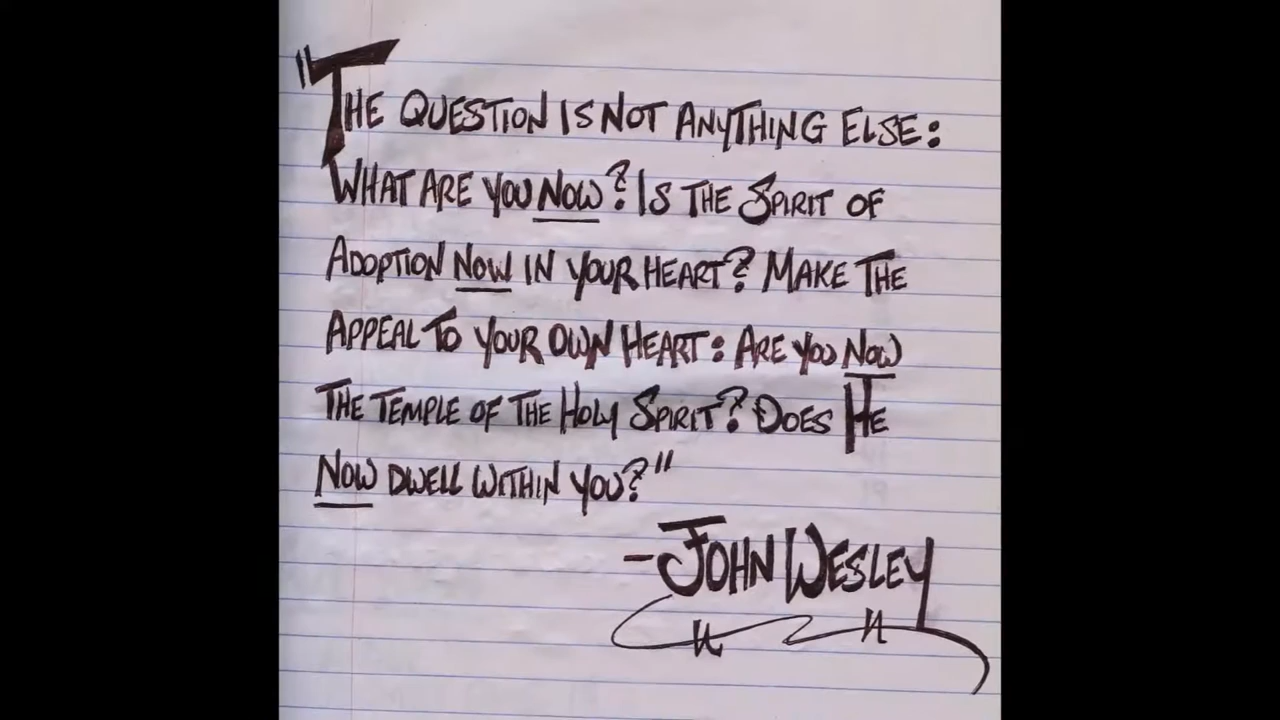 "The Question is not anything else:
What are you now? Is the Spirit of
Adoption now in your heart? Make the
Appeal to your own heart: Are you now
the temple of the Holy Spirit? Does He
now dwell within you?"
-John Wesley